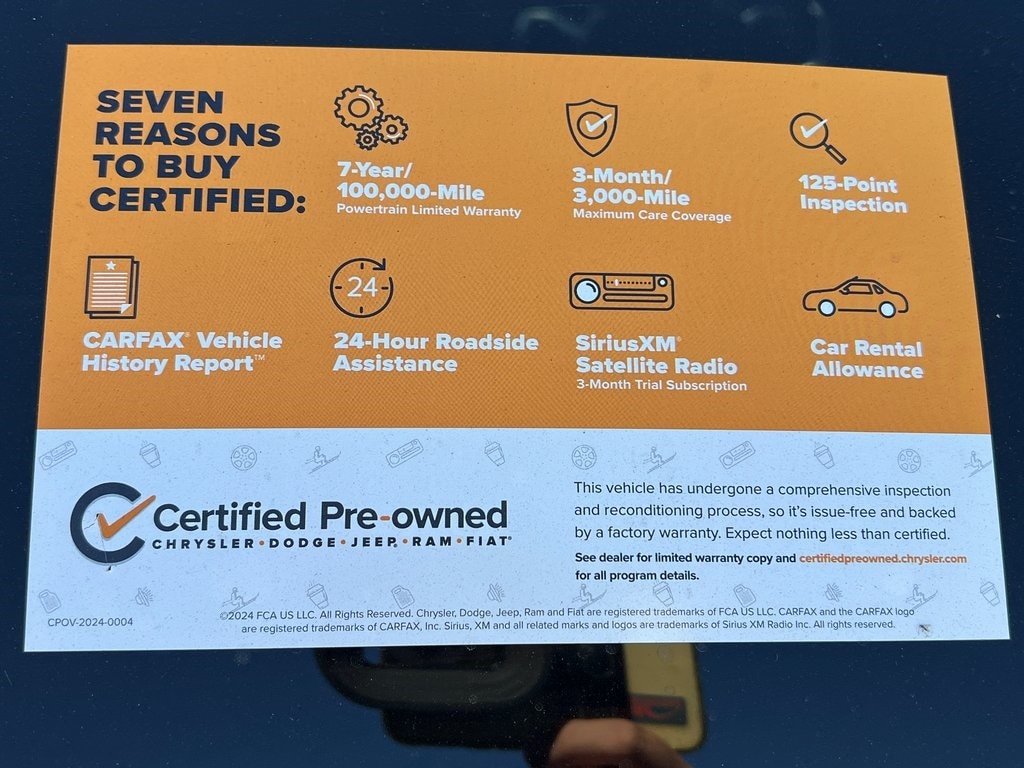 SEVEN
REASONS
TO BUY
CERTIFIED:
7-Year/
100,000-Mile
Powertrain Limited Warranty
3-Month/
3,000-Mile
Maximum Care Coverage
125-Point
Inspection
CARFAX® Vehicle
History Report™
24
24-Hour Roadside
Assistance
SiriusXM®
Satellite Radio
3-Month Trial Subscription
Car Rental
Allowance
Certified Pre-owned
CHRYSLER • DODGE • JEEP® • RAM • FIAT®
This vehicle has undergone a comprehensive inspection
and reconditioning process, so it's issue-free and backed
by a factory warranty. Expect nothing less than certified.
See dealer for limited warranty copy and certifiedpreowned.chrysler.com
for all program details.
CPOV-2024-0004
©2024 FCA US LLC. All Rights Reserved. Chrysler, Dodge, Jeep, Ram and Fiat are registered trademarks of FCA US LLC. CARFAX and the CARFAX logo
are registered trademarks of CARFAX, Inc. Sirius, XM and all related marks and logos are trademarks of Sirius XM Radio Inc. All rights reserved.